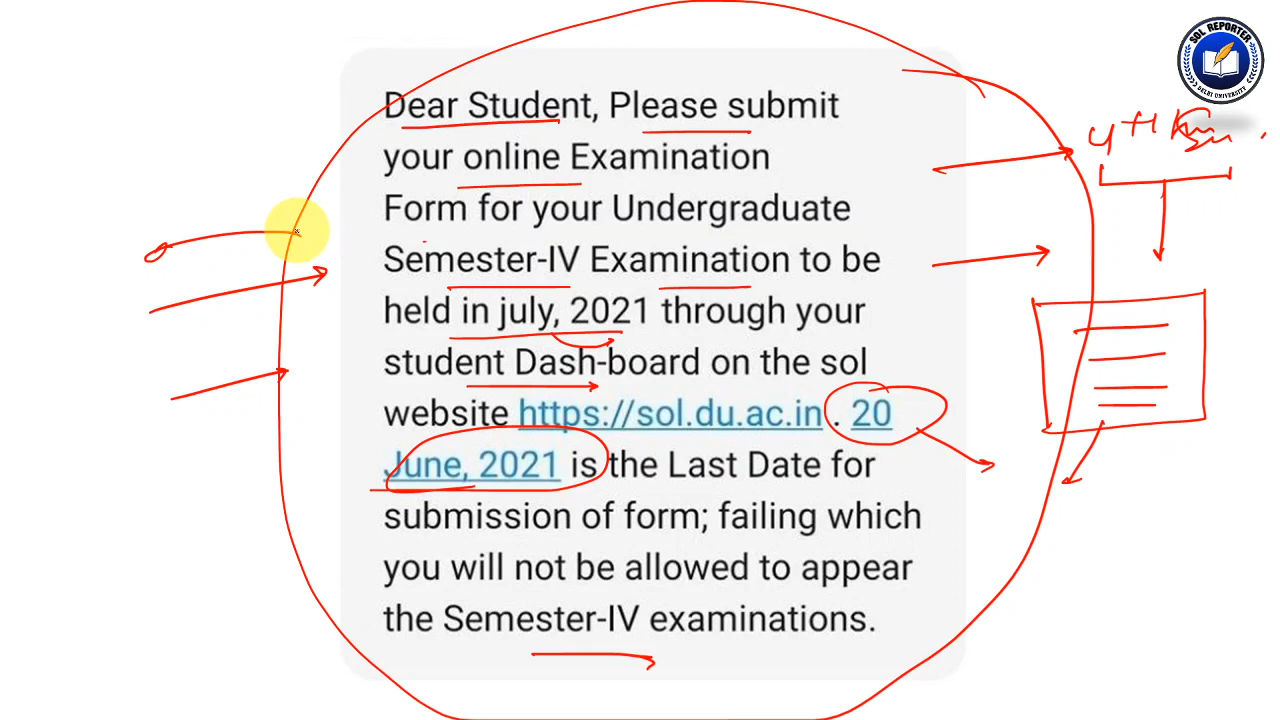 SOL REPORTER
DELHI UNIVERSITY
4th
Dear Student, Please submit
your online Examination
Form for your Undergraduate
Semester-IV Examination to be
held in july, 2021 through your
student Dash-board on the sol
website https://sol.du.ac.in . 20
June, 2021 is the Last Date for
submission of form; failing which
you will not be allowed to appear
the Semester-IV examinations.